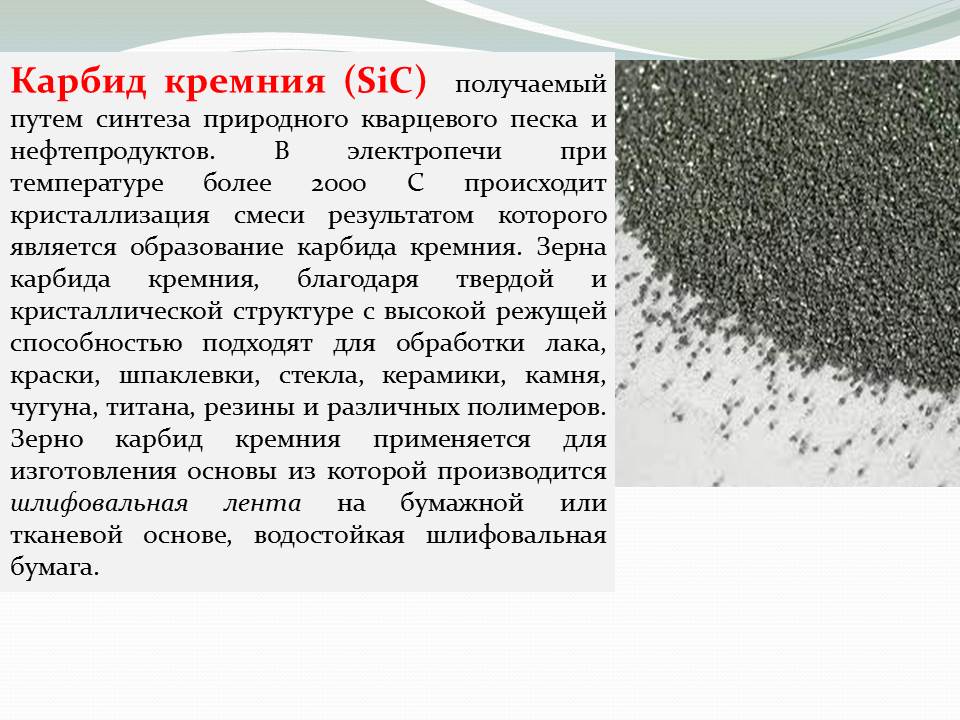 Карбид кремния (SiC) получаемый
путем синтеза природного кварцевого песка и
нефтепродуктов. В электропечи при
температуре более 2000 С происходит
кристаллизация смеси результатом которого
является образование карбида кремния. Зерна
карбида кремния, благодаря твердой и
кристаллической структуре с высокой режущей
способностью подходят для обработки лака,
краски, шпаклевки, стекла, керамики, камня,
чугуна, титана, резины и различных полимеров.
Зерно карбид кремния применяется для
изготовления основы из которой производится
шлифовальная лента на бумажной или
тканевой основе, водостойкая шлифовальная
бумага.